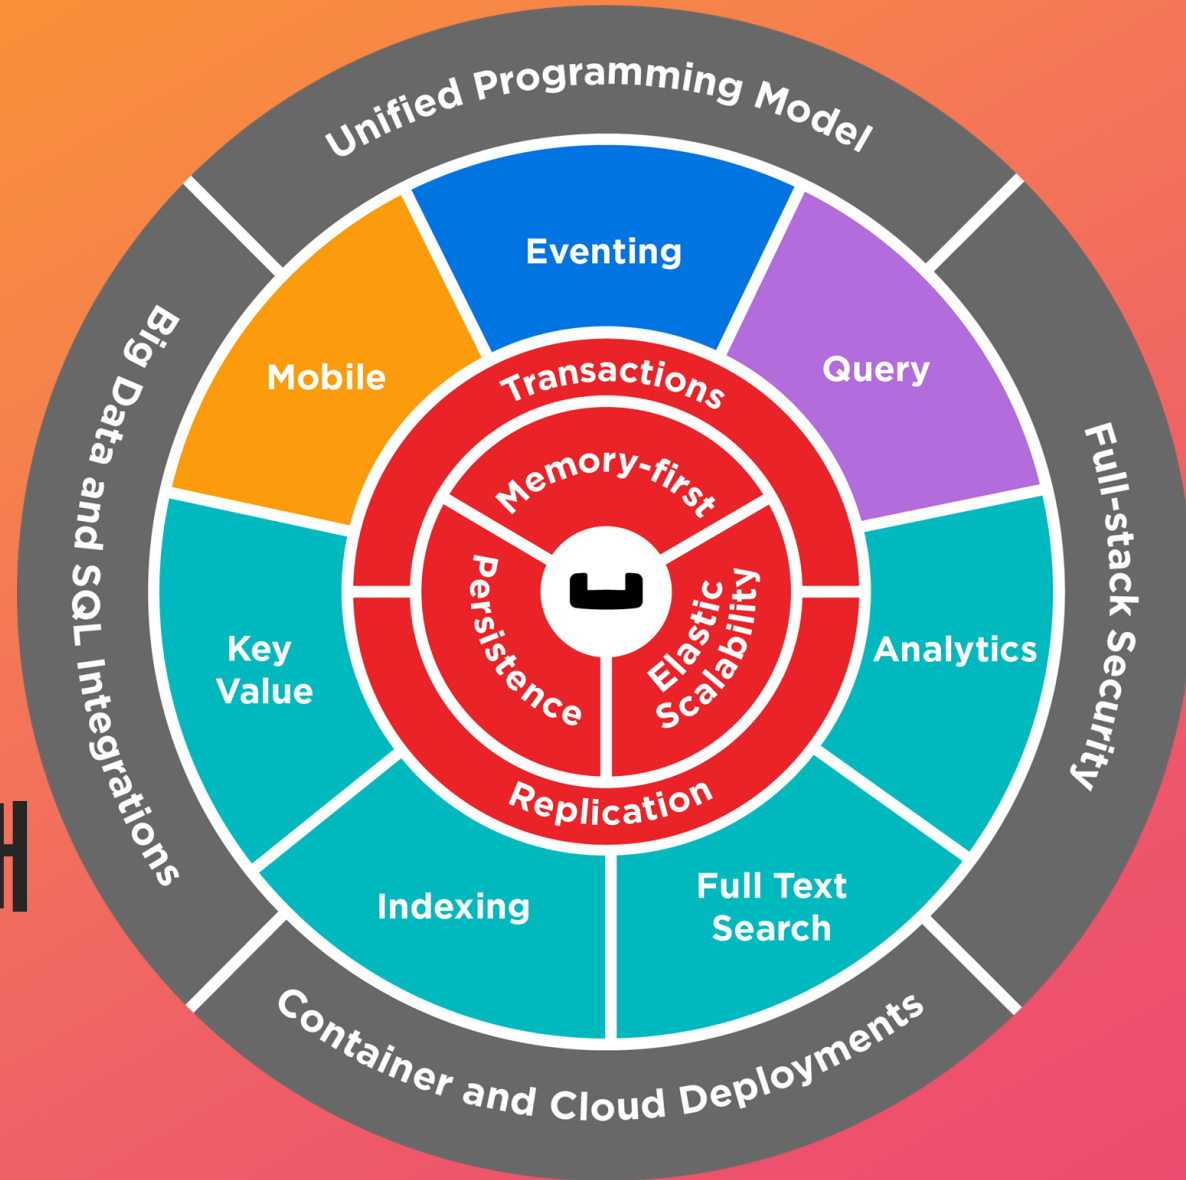 Unified Programming Model
Eventing
Mobile
Query
Transactions
Memory-first
Persistence
Elastic
Scalability
Replication
Big Data and SQL Integrations
Full-stack Security
Key
Value
Analytics
Indexing
Full Text
Search
Container and Cloud Deployments
H